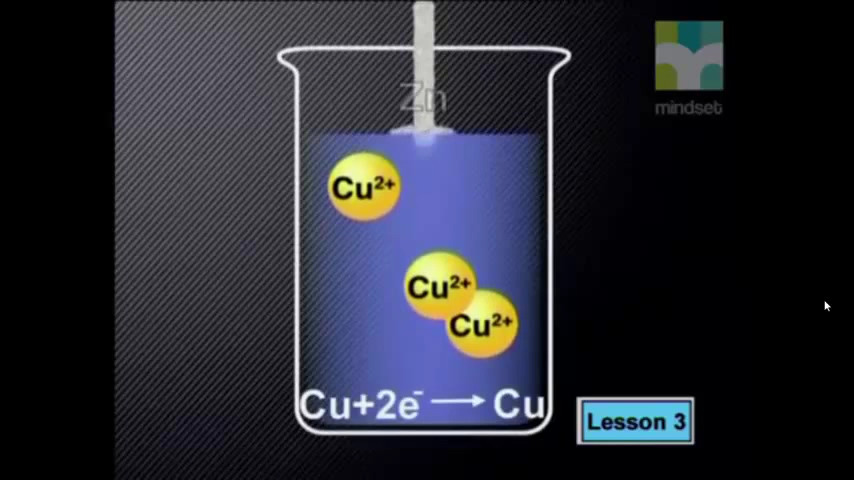 Zn
mindset
Cu²⁺
Cu²⁺
Cu²⁺
Cu+2e⁻ → Cu
Lesson 3